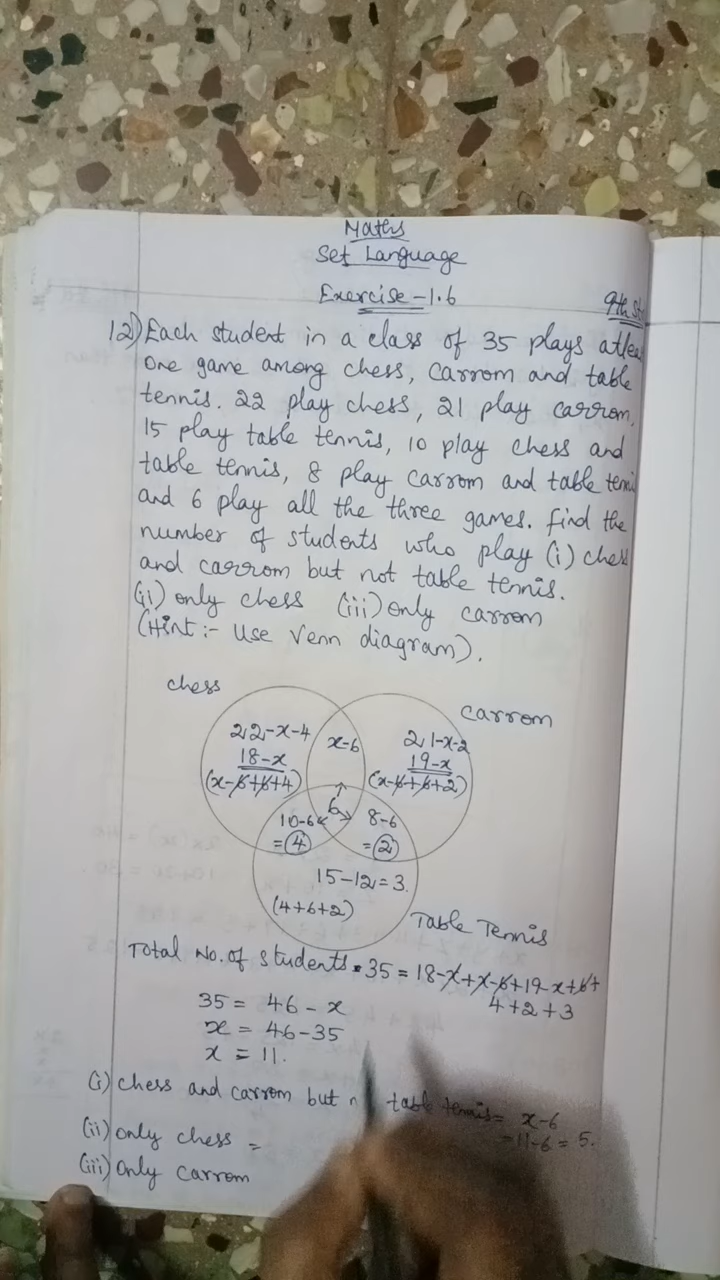 Maths
Set Language
Exercise-1.6
9th
12) Each student in a class of 35 plays
one game among chess, Carrom and table
tennis. 22 play chess, 21 play carrom,
15 play table tennis, 10 play chess and
table tennis, 8 play carrom and table
and 6 play all the three games. find the
number of students who play (i) chess
and carrom but not table tennis.
(ii) only chess (iii) only carrom
(Hint:- Use Venn diagram).
chess
Carrom
22-x-4
x-6
21-x-2
18-x
19-x
(x-6+6+4)
(x-6+6+2)
6
10-6
8-6
=4
=2
15-12=3.
(4+6+2)
Table Tennis
Total No. of students = 35 = 18-x+x-6+19-x+6+
4+2+3
35 = 46-x
x = 46-35
x = 11.
(i) chess and carrom but table tennis = x-6
=11-6=5.
(ii) only chess =
(iii) Only carrom